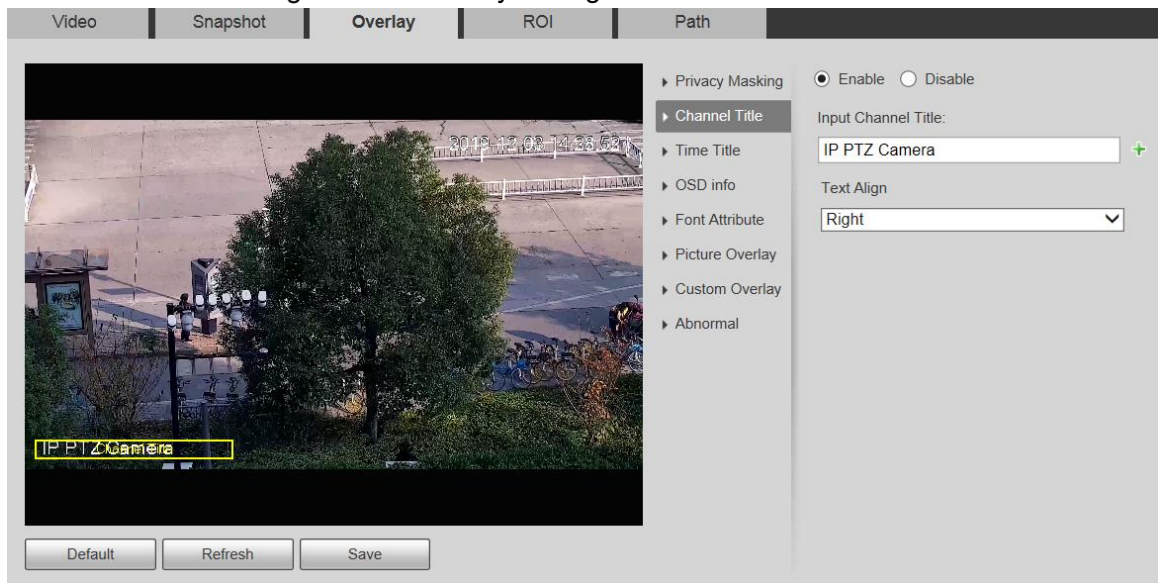 Video Snapshot Overlay ROI Path
Privacy Masking
Channel Title
Time Title
OSD info
Font Attribute
Picture Overlay
Custom Overlay
Abnormal
Enable Disable
Input Channel Title:
IP PTZ Camera
Text Align
Right
IP PTZ Camera
Default Refresh Save